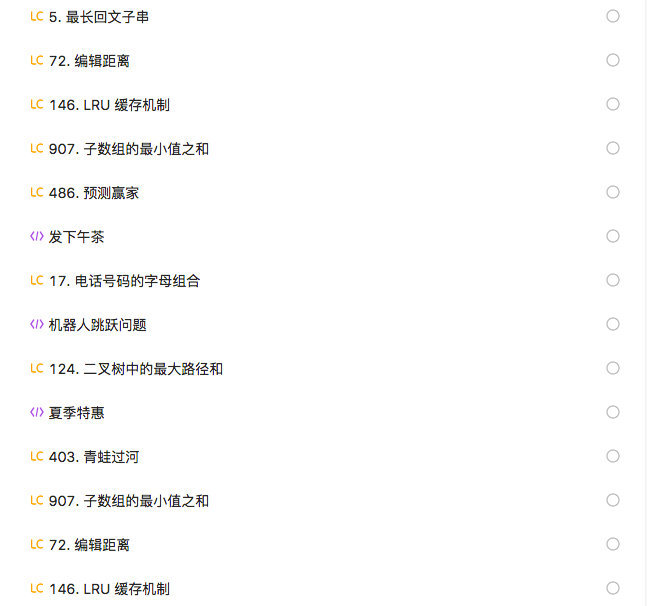 LC 5. 最长回文子串
LC 72. 编辑距离
LC 146. LRU 缓存机制
LC 907. 子数组的最小值之和
LC 486. 预测赢家
</> 发下午茶
LC 17. 电话号码的字母组合
</> 机器人跳跃问题
LC 124. 二叉树中的最大路径和
</> 夏季特惠
LC 403. 青蛙过河
LC 907. 子数组的最小值之和
LC 72. 编辑距离
LC 146. LRU 缓存机制